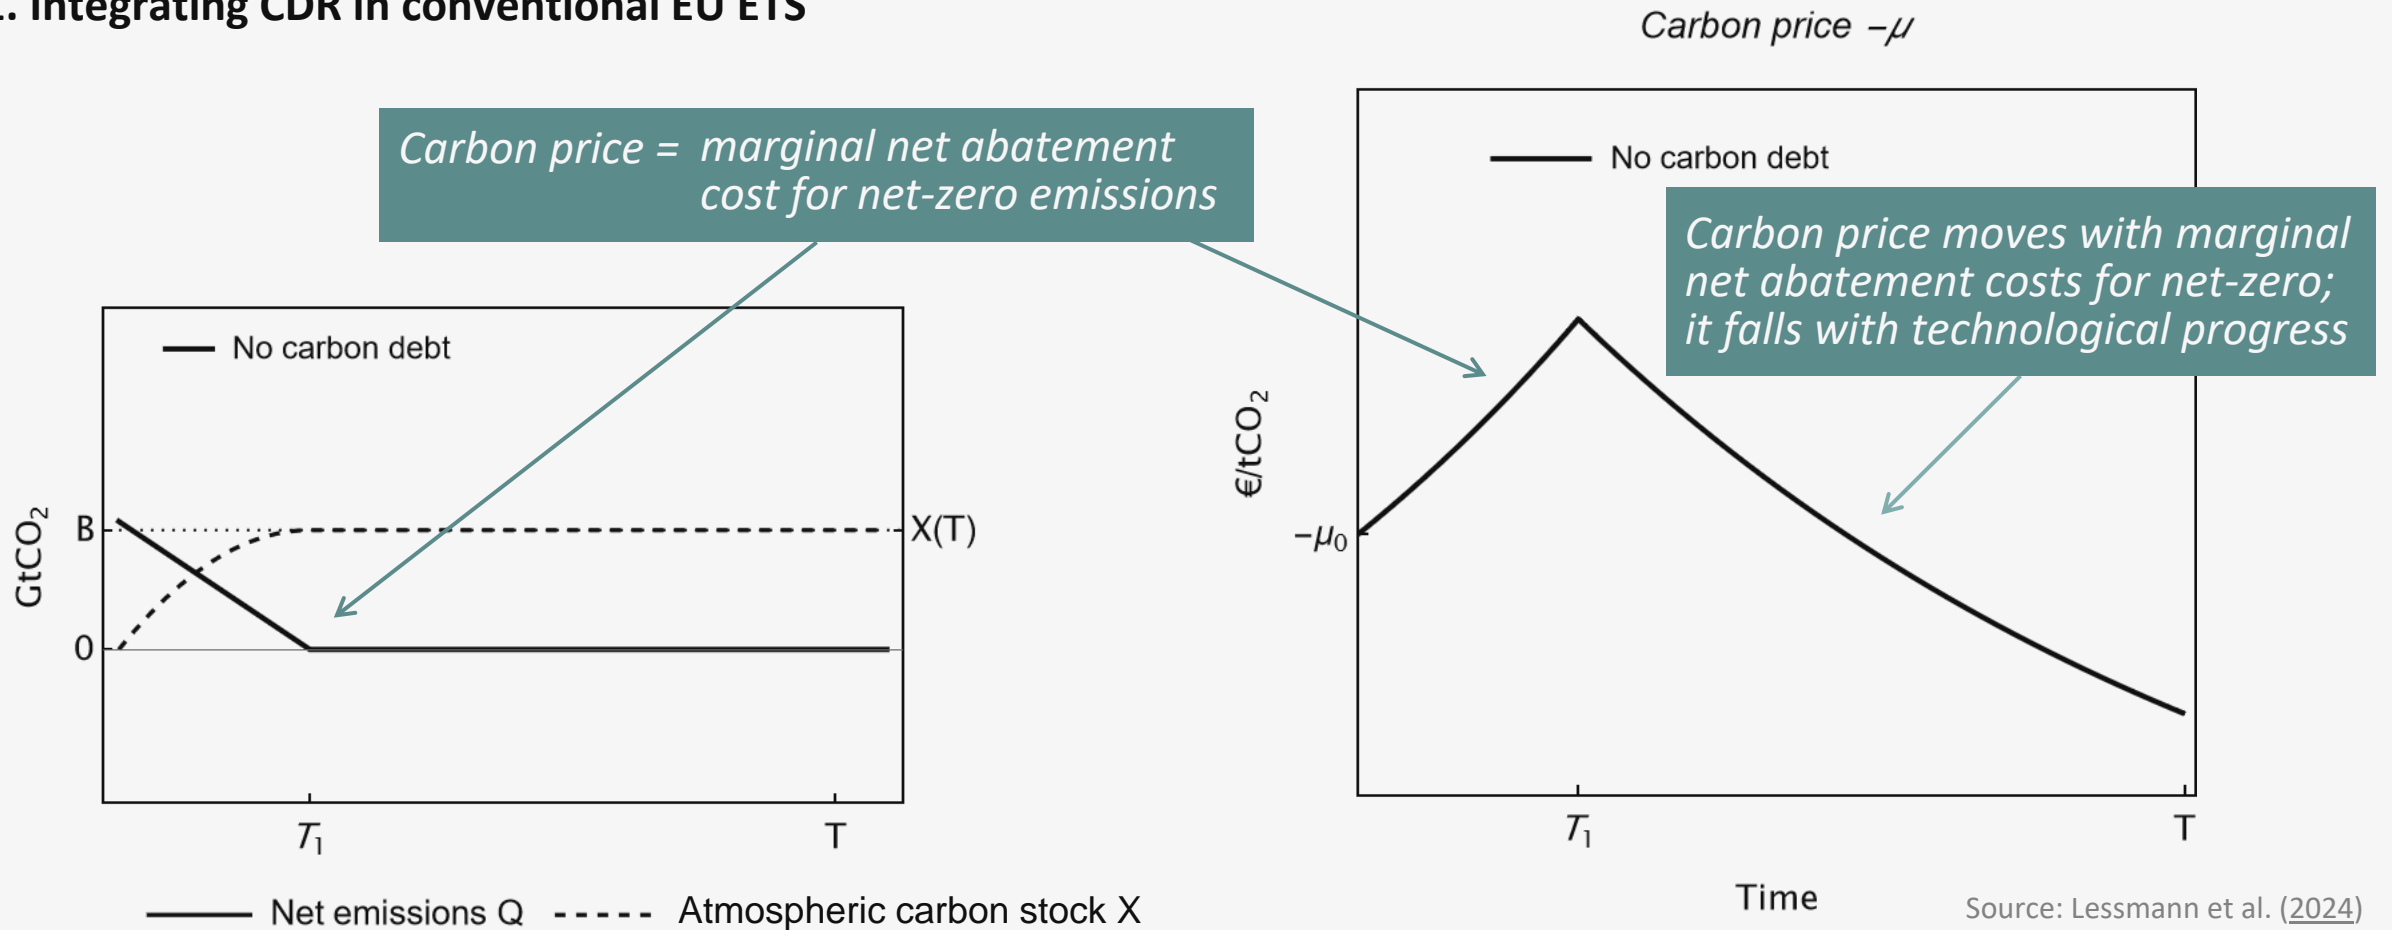 . Integrating CDR in conventional EU ETS
Carbon price −μ
Carbon price = marginal net abatement
cost for net-zero emissions
No carbon debt
Carbon price moves with marginal
net abatement costs for net-zero;
it falls with technological progress
No carbon debt
GtCO₂
B
0
X(T)
T₁
T
€/tCO₂
−μ₀
T₁
T
Time
Net emissions Q
Atmospheric carbon stock X
Source: Lessmann et al. (2024)